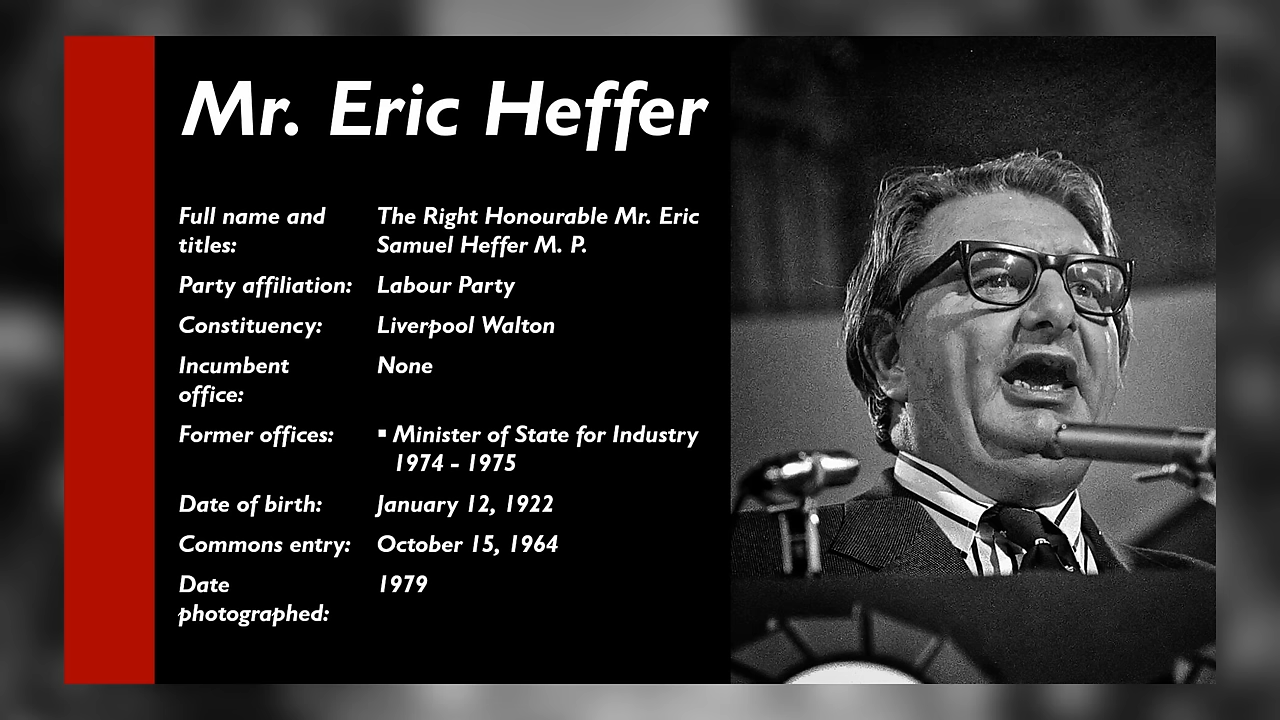 Mr. Eric Heffer
Full name and titles: The Right Honourable Mr. Eric Samuel Heffer M. P.
Party affiliation: Labour Party
Constituency: Liverpool Walton
Incumbent office: None
Former offices: ▪ Minister of State for Industry 1974 - 1975
Date of birth: January 12, 1922
Commons entry: October 15, 1964
Date photographed: 1979